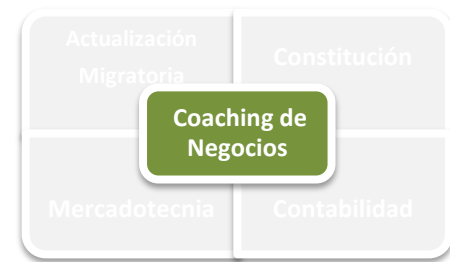 Actualización
Migratoria
Constitución
Coaching de
Negocios
Mercadotecnia
Contabilidad